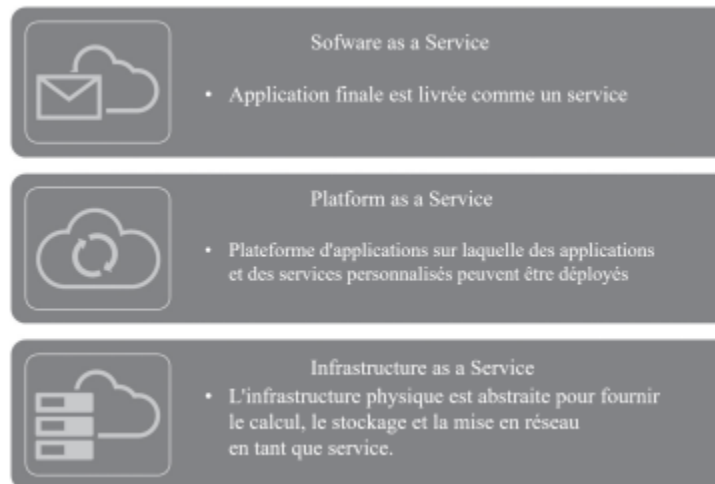 Sofware as a Service
• Application finale est livrée comme un service
Platform as a Service
• Plateforme d'applications sur laquelle des applications
et des services personnalisés peuvent être déployés
Infrastructure as a Service
• L'infrastructure physique est abstraite pour fournir
le calcul, le stockage et la mise en réseau
en tant que service.